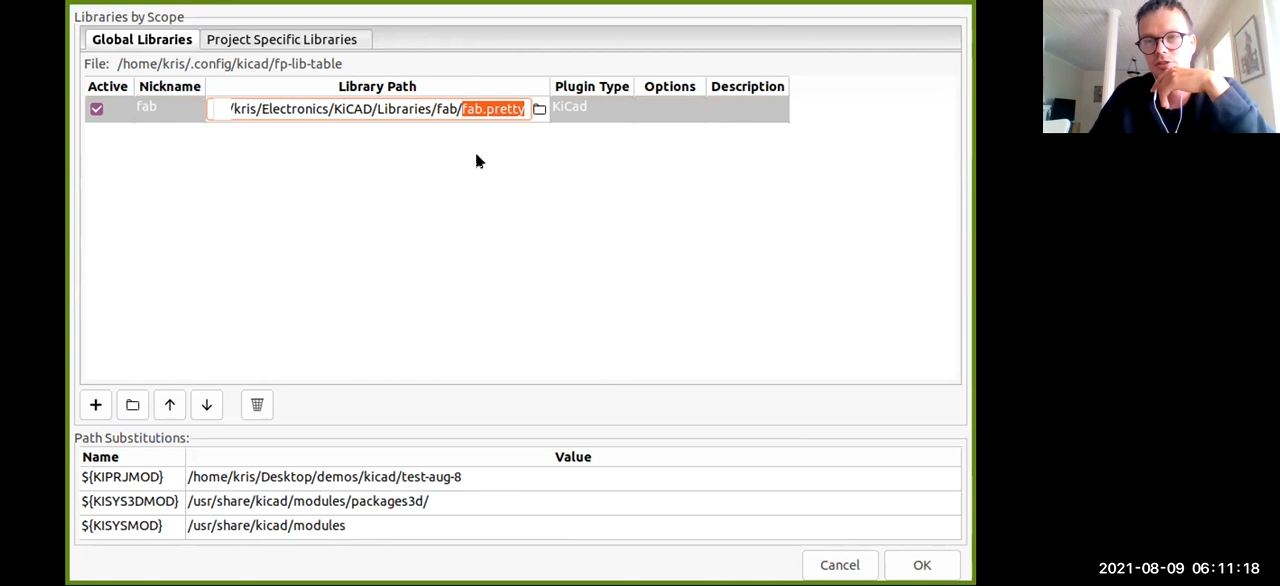 Libraries by Scope
Global Libraries Project Specific Libraries
File: /home/kris/.config/kicad/fp-lib-table
Active Nickname Library Path Plugin Type Options Description
fab /kris/Electronics/KiCAD/Libraries/fab/fab.pretty KiCad
Path Substitutions:
Name Value
${KIPRJMOD} /home/kris/Desktop/demos/kicad/test-aug-8
${KISYS3DMOD} /usr/share/kicad/modules/packages3d/
${KISYSMOD} /usr/share/kicad/modules
Cancel OK
2021-08-09 06:11:18